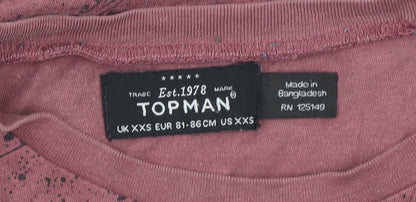 ★★★★★
TRADE Est.1978 MARK
TOPMAN®
UK XXS EUR 81-86CM US XXS
Made in
Bangladesh
RN 125149